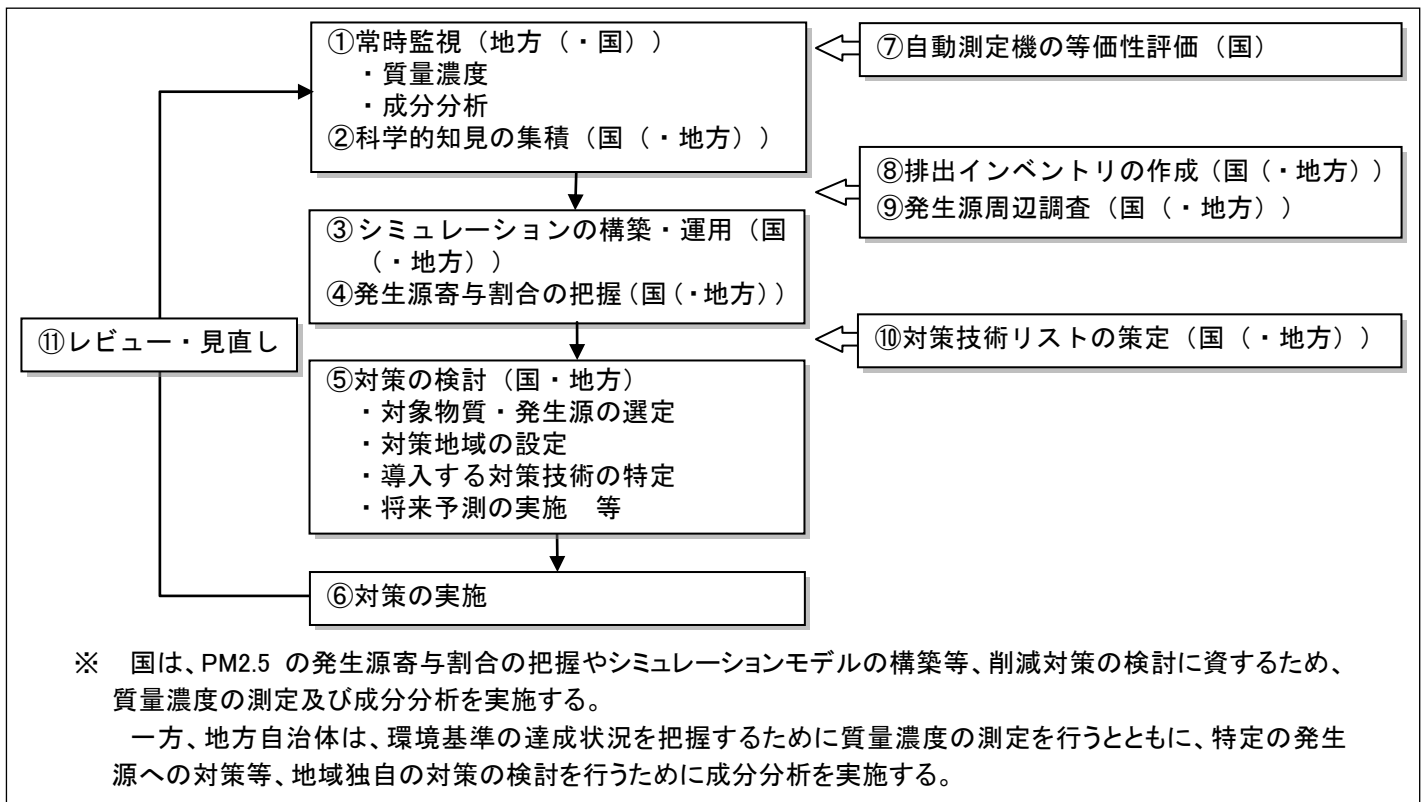 ①常時監視（地方（・国））
・質量濃度
・成分分析
②科学的知見の集積（国（・地方））
⑦自動測定機の等価性評価（国）
⑧排出インベントリの作成（国（・地方））
⑨発生源周辺調査（国（・地方））
③シミュレーションの構築・運用（国
（・地方））
④発生源寄与割合の把握（国（・地方））
⑩対策技術リストの策定（国（・地方））
⑪レビュー・見直し
⑤対策の検討（国・地方）
・対象物質・発生源の選定
・対策地域の設定
・導入する対策技術の特定
・将来予測の実施　等
⑥対策の実施
※　国は、PM2.5 の発生源寄与割合の把握やシミュレーションモデルの構築等、削減対策の検討に資するため、
質量濃度の測定及び成分分析を実施する。
一方、地方自治体は、環境基準の達成状況を把握するために質量濃度の測定を行うとともに、特定の発生
源への対策等、地域独自の対策の検討を行うために成分分析を実施する。